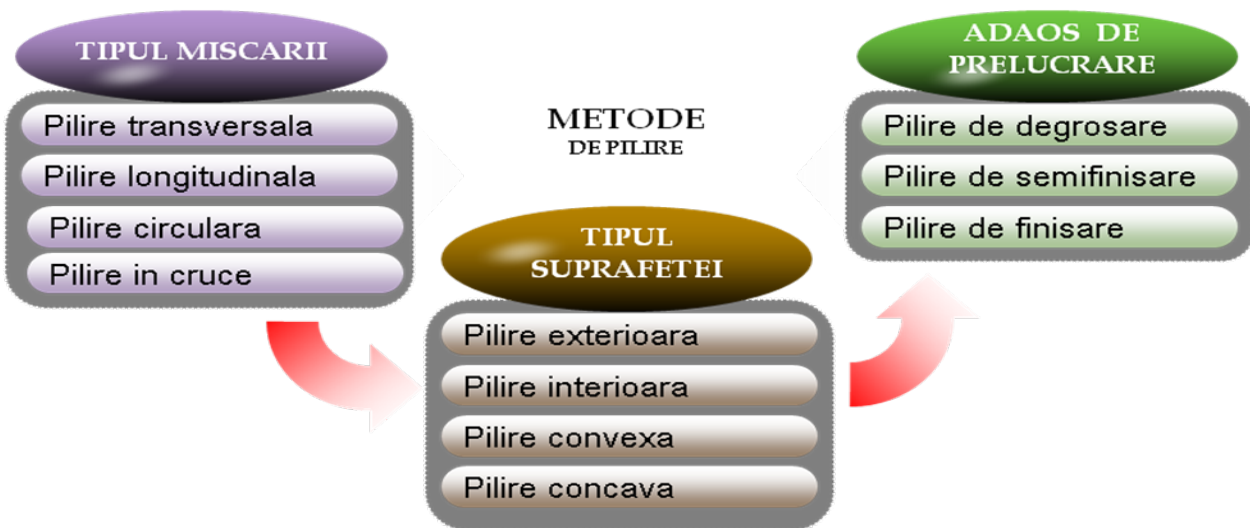 TIPUL MISCARII
Pilire transversala
Pilire longitudinala
Pilire circulara
Pilire in cruce
METODE
DE PILIRE
TIPUL
SUPRAFETEI
Pilire exterioara
Pilire interioara
Pilire convexa
Pilire concava
ADAOS DE
PRELUCRARE
Pilire de degrosare
Pilire de semifinisare
Pilire de finisare